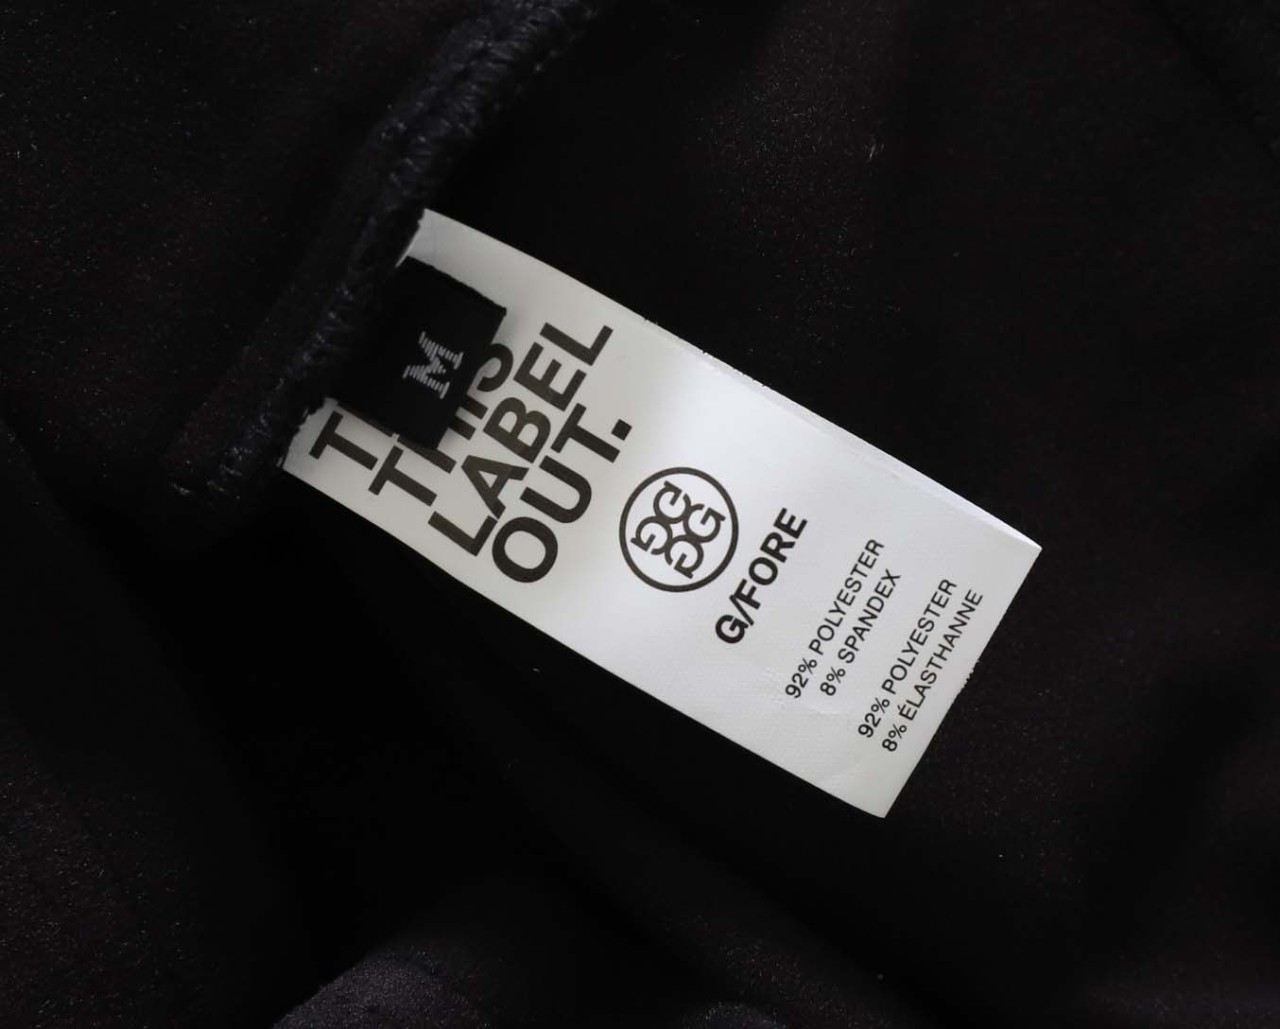 M
THIS
LABEL
OUT.
G/FORE
92% POLYESTER
8% SPANDEX
92% POLYESTER
8% ÉLASTHANNE